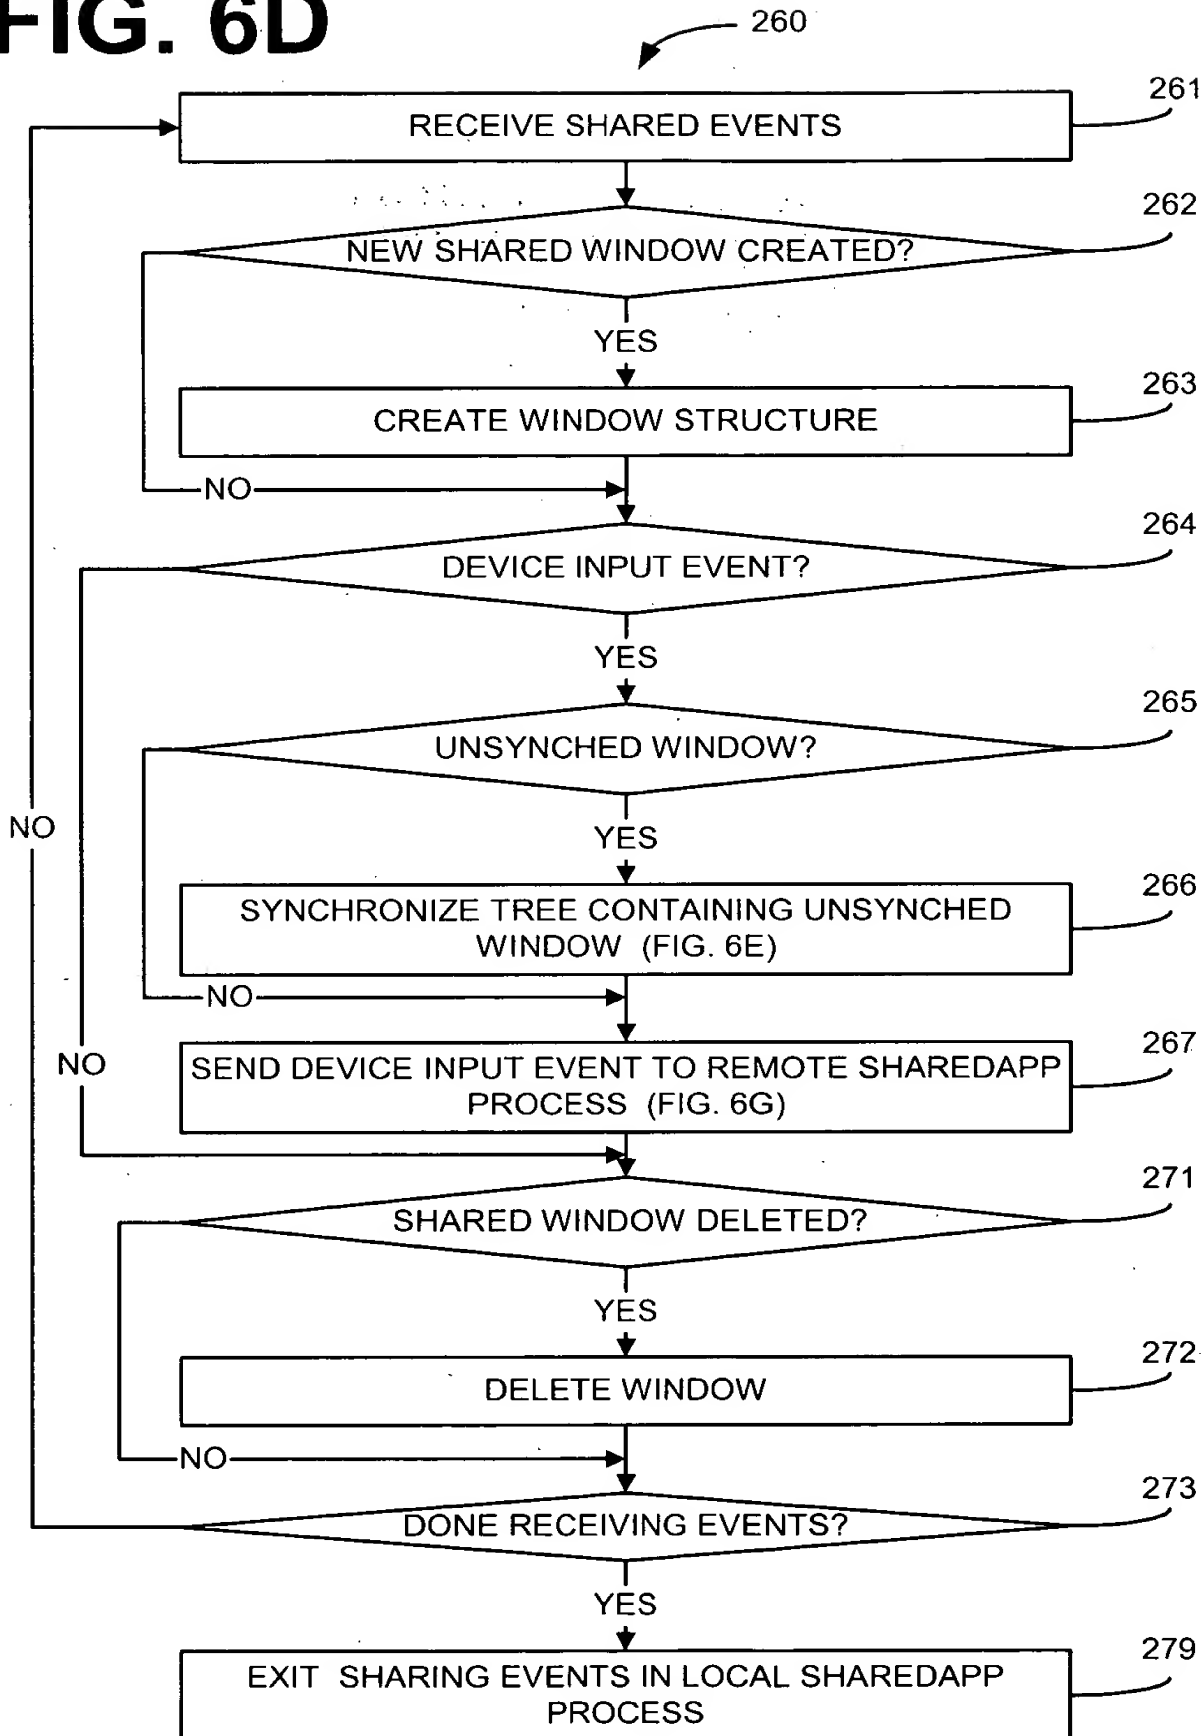 FIG. 6D
260
RECEIVE SHARED EVENTS
261
NEW SHARED WINDOW CREATED?
262
YES
CREATE WINDOW STRUCTURE
263
NO
DEVICE INPUT EVENT?
264
YES
UNSYNCHED WINDOW?
265
NO
YES
SYNCHRONIZE TREE CONTAINING UNSYNCHED
WINDOW (FIG. 6E)
266
NO
NO
SEND DEVICE INPUT EVENT TO REMOTE SHAREDAPP
PROCESS (FIG. 6G)
267
SHARED WINDOW DELETED?
271
YES
DELETE WINDOW
272
NO
DONE RECEIVING EVENTS?
273
YES
EXIT SHARING EVENTS IN LOCAL SHAREDAPP
PROCESS
279